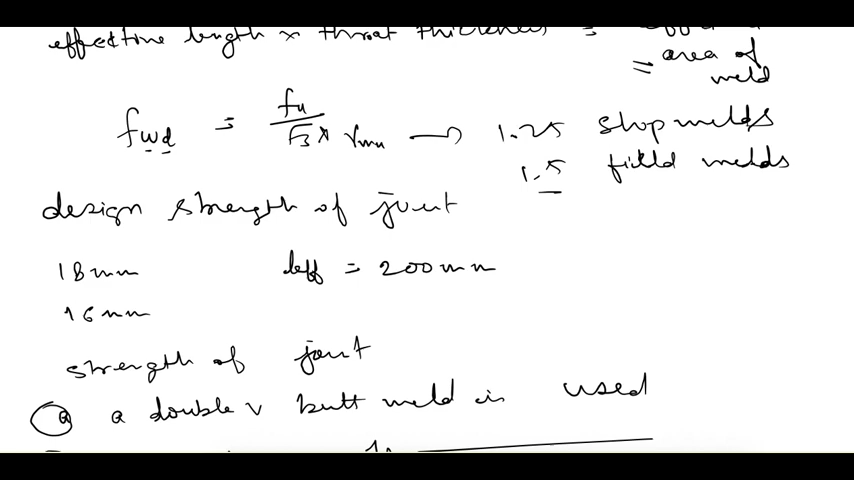 effective length × throat thickness =
= area of
weld
fwd = fu / √3 × γmw → 1.25 shop welds
1.5 field welds
design strength of joint
18mm leff = 200mm
16mm
strength of joint
a a double v butt weld is used